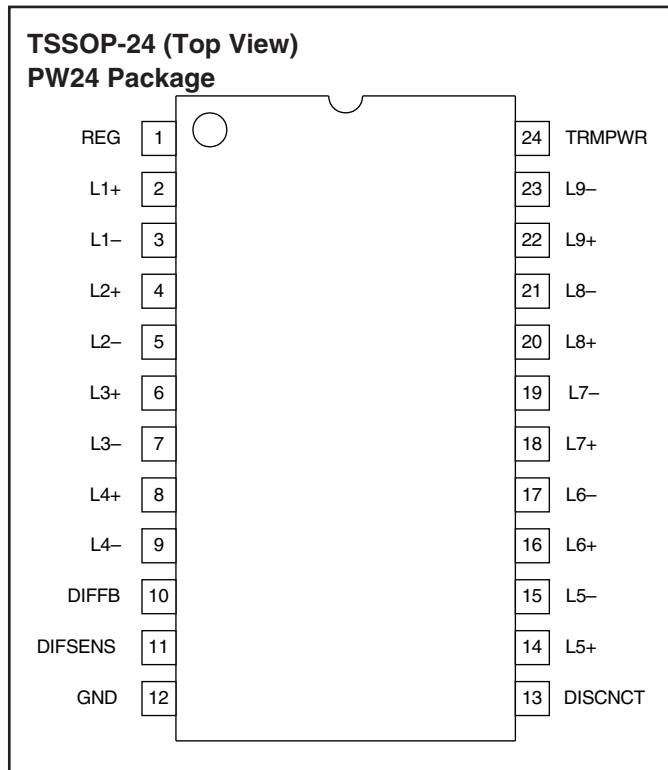 TSSOP-24 (Top View)
PW24 Package
REG 1 24 TRMPWR
L1+ 2 23 L9–
L1– 3 22 L9+
L2+ 4 21 L8–
L2– 5 20 L8+
L3+ 6 19 L7–
L3– 7 18 L7+
L4+ 8 17 L6–
L4– 9 16 L6+
DIFFB 10 15 L5–
DIFSENS 11 14 L5+
GND 12 13 DISCNCT